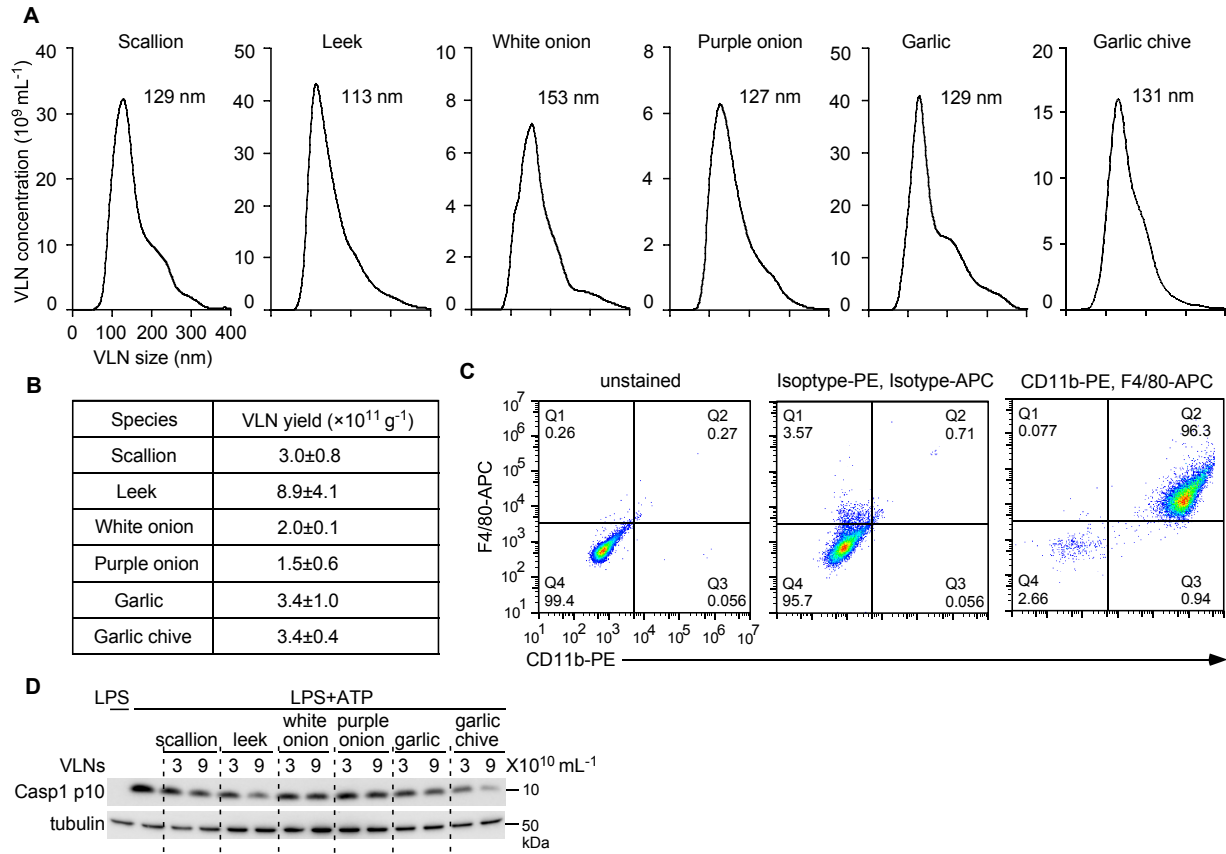 A
Scallion
Leek
White onion
Purple onion
Garlic
Garlic chive
VLN concentration (10⁹ mL⁻¹)
40
30
20
10
0
129 nm
50
40
30
20
10
0
113 nm
10
8
6
4
2
0
153 nm
8
6
4
2
0
127 nm
50
40
30
20
10
0
129 nm
20
15
10
5
0
131 nm
0 100 200 300 400
VLN size (nm)
B
Species VLN yield (×10¹¹ g⁻¹)
Scallion 3.0±0.8
Leek 8.9±4.1
White onion 2.0±0.1
Purple onion 1.5±0.6
Garlic 3.4±1.0
Garlic chive 3.4±0.4
C
unstained
Isoptype-PE, Isotype-APC
CD11b-PE, F4/80-APC
F4/80-APC
10⁷
10⁶
10⁵
10⁴
10³
10²
10¹
Q1
0.26
Q2
0.27
Q4
99.4
Q3
0.056
10¹ 10² 10³ 10⁴ 10⁵ 10⁶ 10⁷
Q1
3.57
Q2
0.71
Q4
95.7
Q3
0.056
Q1
0.077
Q2
96.3
Q4
2.66
Q3
0.94
CD11b-PE
D
LPS LPS+ATP
scallion leek white onion purple onion garlic garlic chive
VLNs 3 9 3 9 3 9 3 9 3 9 3 9 X10¹⁰ mL⁻¹
Casp1 p10 10
tubulin 50
kDa